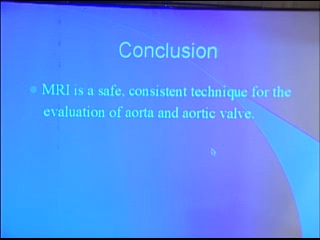 Conclusion
MRI is a safe, consistent technique for the
evaluation of aorta and aortic valve.